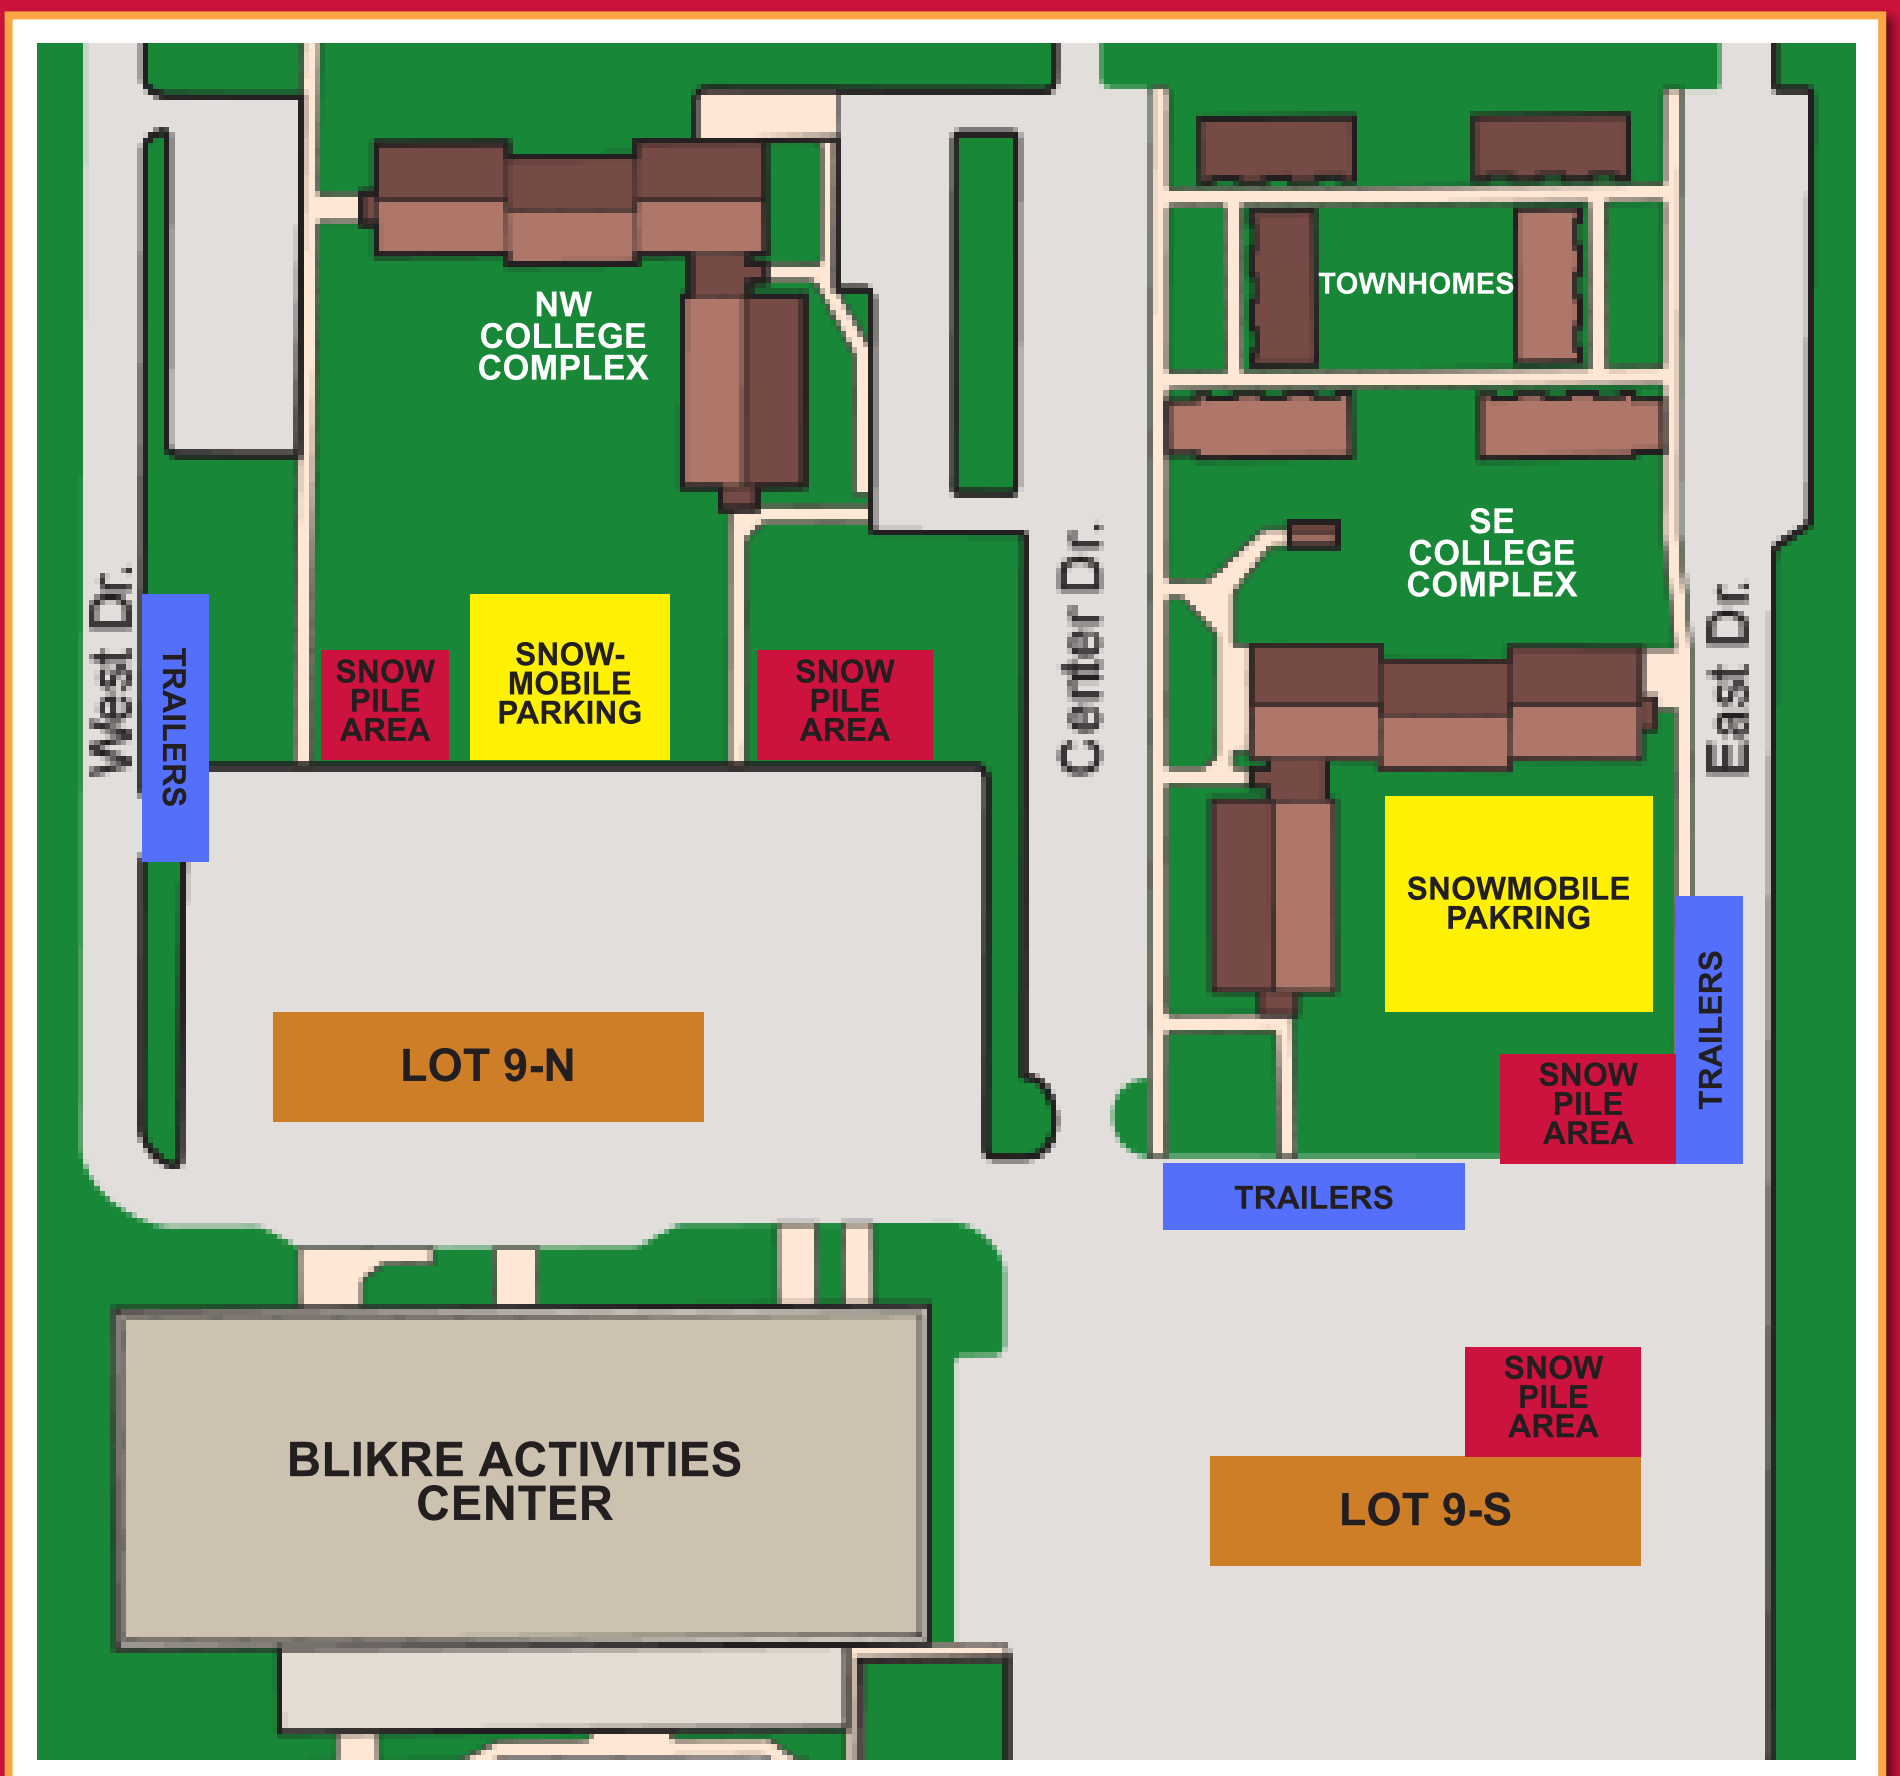 TOWNHOMES
NW
COLLEGE
COMPLEX
SE
COLLEGE
COMPLEX
West Dr.
TRAILERS
SNOW
PILE
AREA
SNOW-
MOBILE
PARKING
SNOW
PILE
AREA
Center Dr.
East Dr.
SNOWMOBILE
PAKRING
TRAILERS
LOT 9-N
SNOW
PILE
AREA
TRAILERS
SNOW
PILE
AREA
BLIKRE ACTIVITIES
CENTER
LOT 9-S